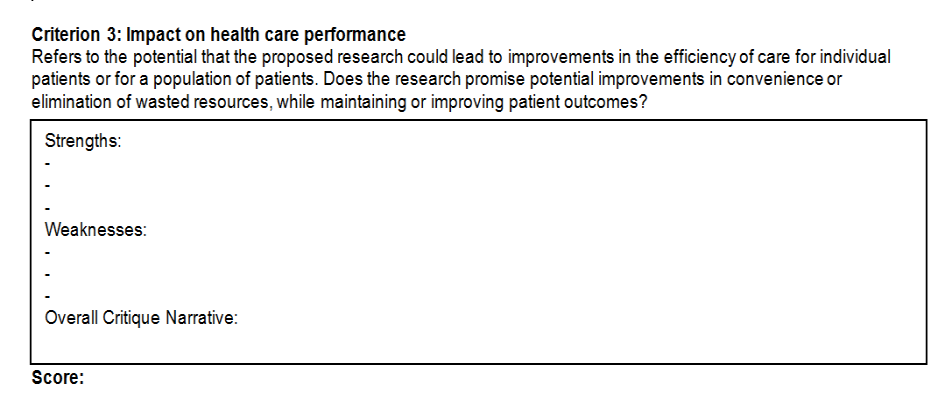 Criterion 3: Impact on health care performance
Refers to the potential that the proposed research could lead to improvements in the efficiency of care for individual
patients or for a population of patients. Does the research promise potential improvements in convenience or
elimination of wasted resources, while maintaining or improving patient outcomes?
Strengths:
-
-
-
Weaknesses:
-
-
-
Overall Critique Narrative:
Score: